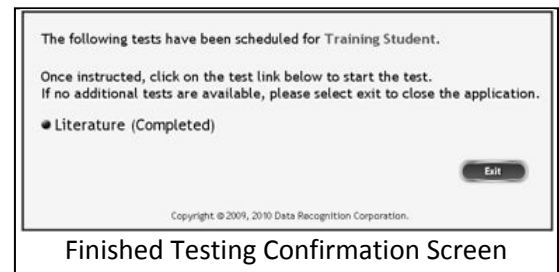 The following tests have been scheduled for Training Student.
Once instructed, click on the test link below to start the test.
If no additional tests are available, please select exit to close the application.
Literature (Completed)
Exit
Copyright © 2009, 2010 Data Recognition Corporation.
Finished Testing Confirmation Screen